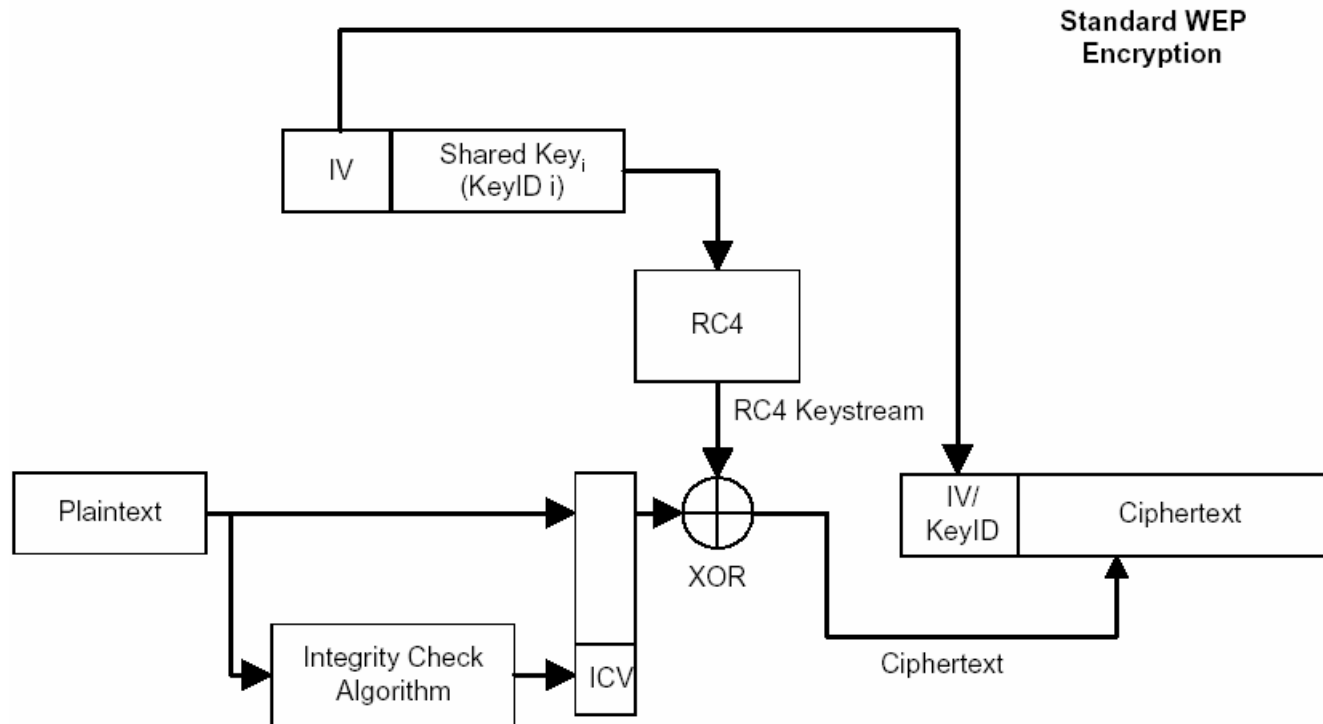 Standard WEP
Encryption
IV
Shared Keyi
(KeyID i)
RC4
RC4 Keystream
Plaintext
IV/
KeyID
Ciphertext
XOR
Integrity Check
Algorithm
ICV
Ciphertext